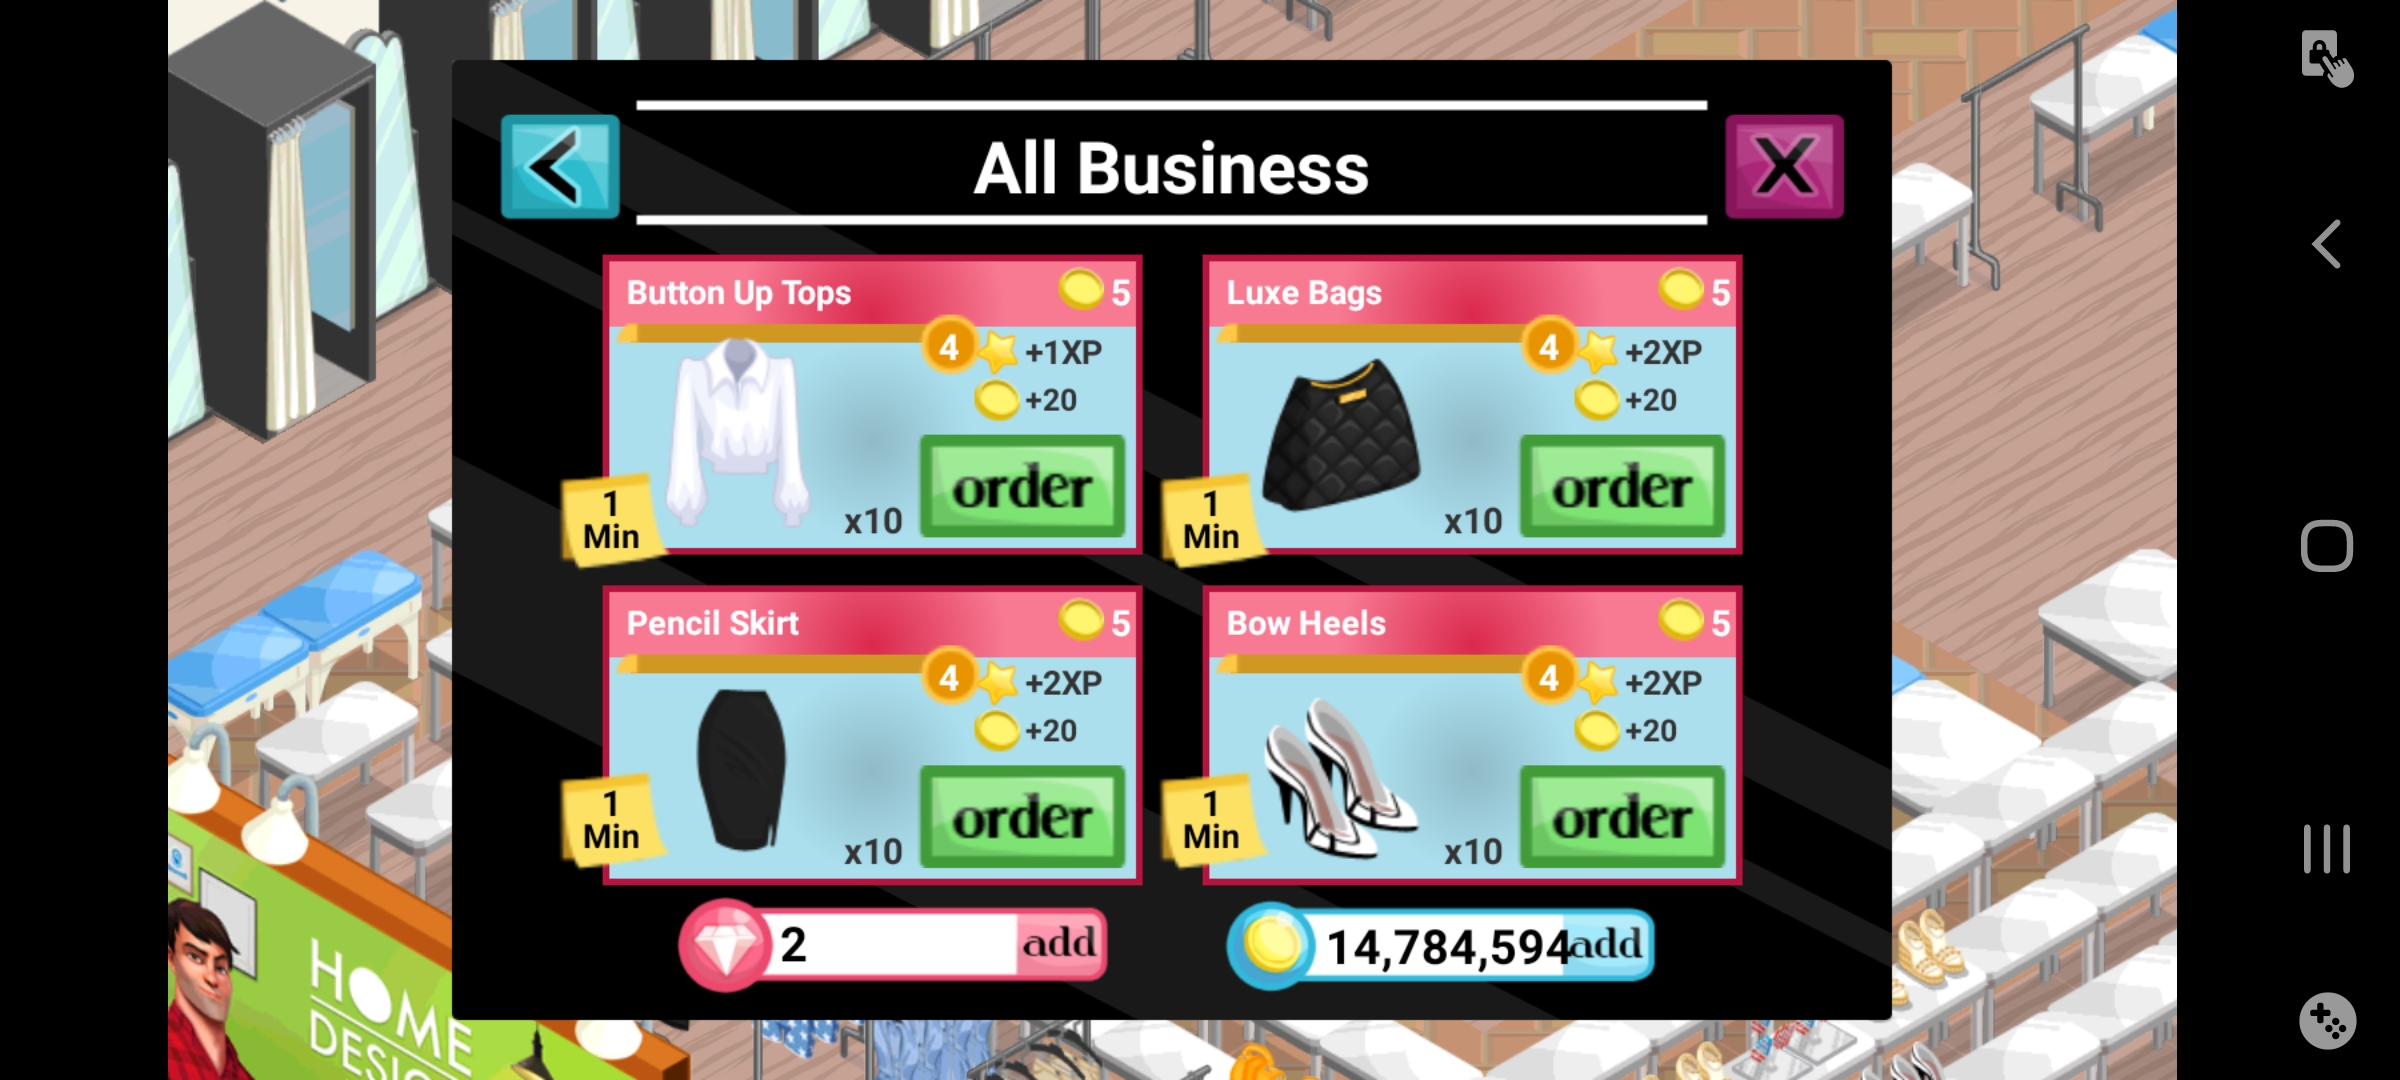 All Business
X
Button Up Tops
5
4
+1XP
+20
1
Min
x10
order
Luxe Bags
5
4
+2XP
+20
1
Min
x10
order
Pencil Skirt
5
4
+2XP
+20
1
Min
x10
order
Bow Heels
5
4
+2XP
+20
1
Min
x10
order
2
add
14,784,594
add
HOME